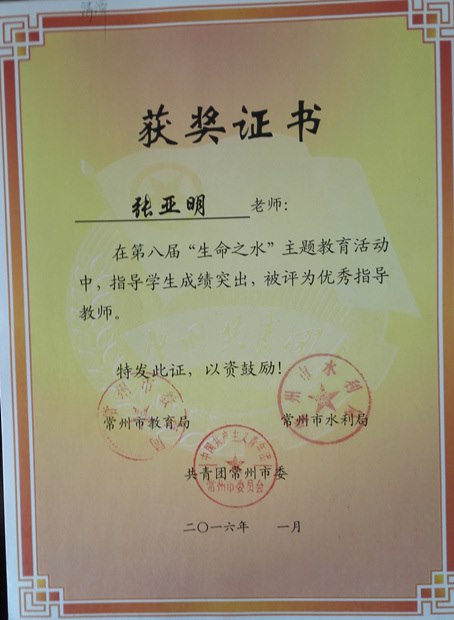 获奖证书
张亚明 老师：
在第八届“生命之水”主题教育活动
中，指导学生成绩突出，被评为优秀指导
教师。
特发此证，以资鼓励！
常州市教育局 常州市水利局
共青团常州市委
二〇一六年 一月